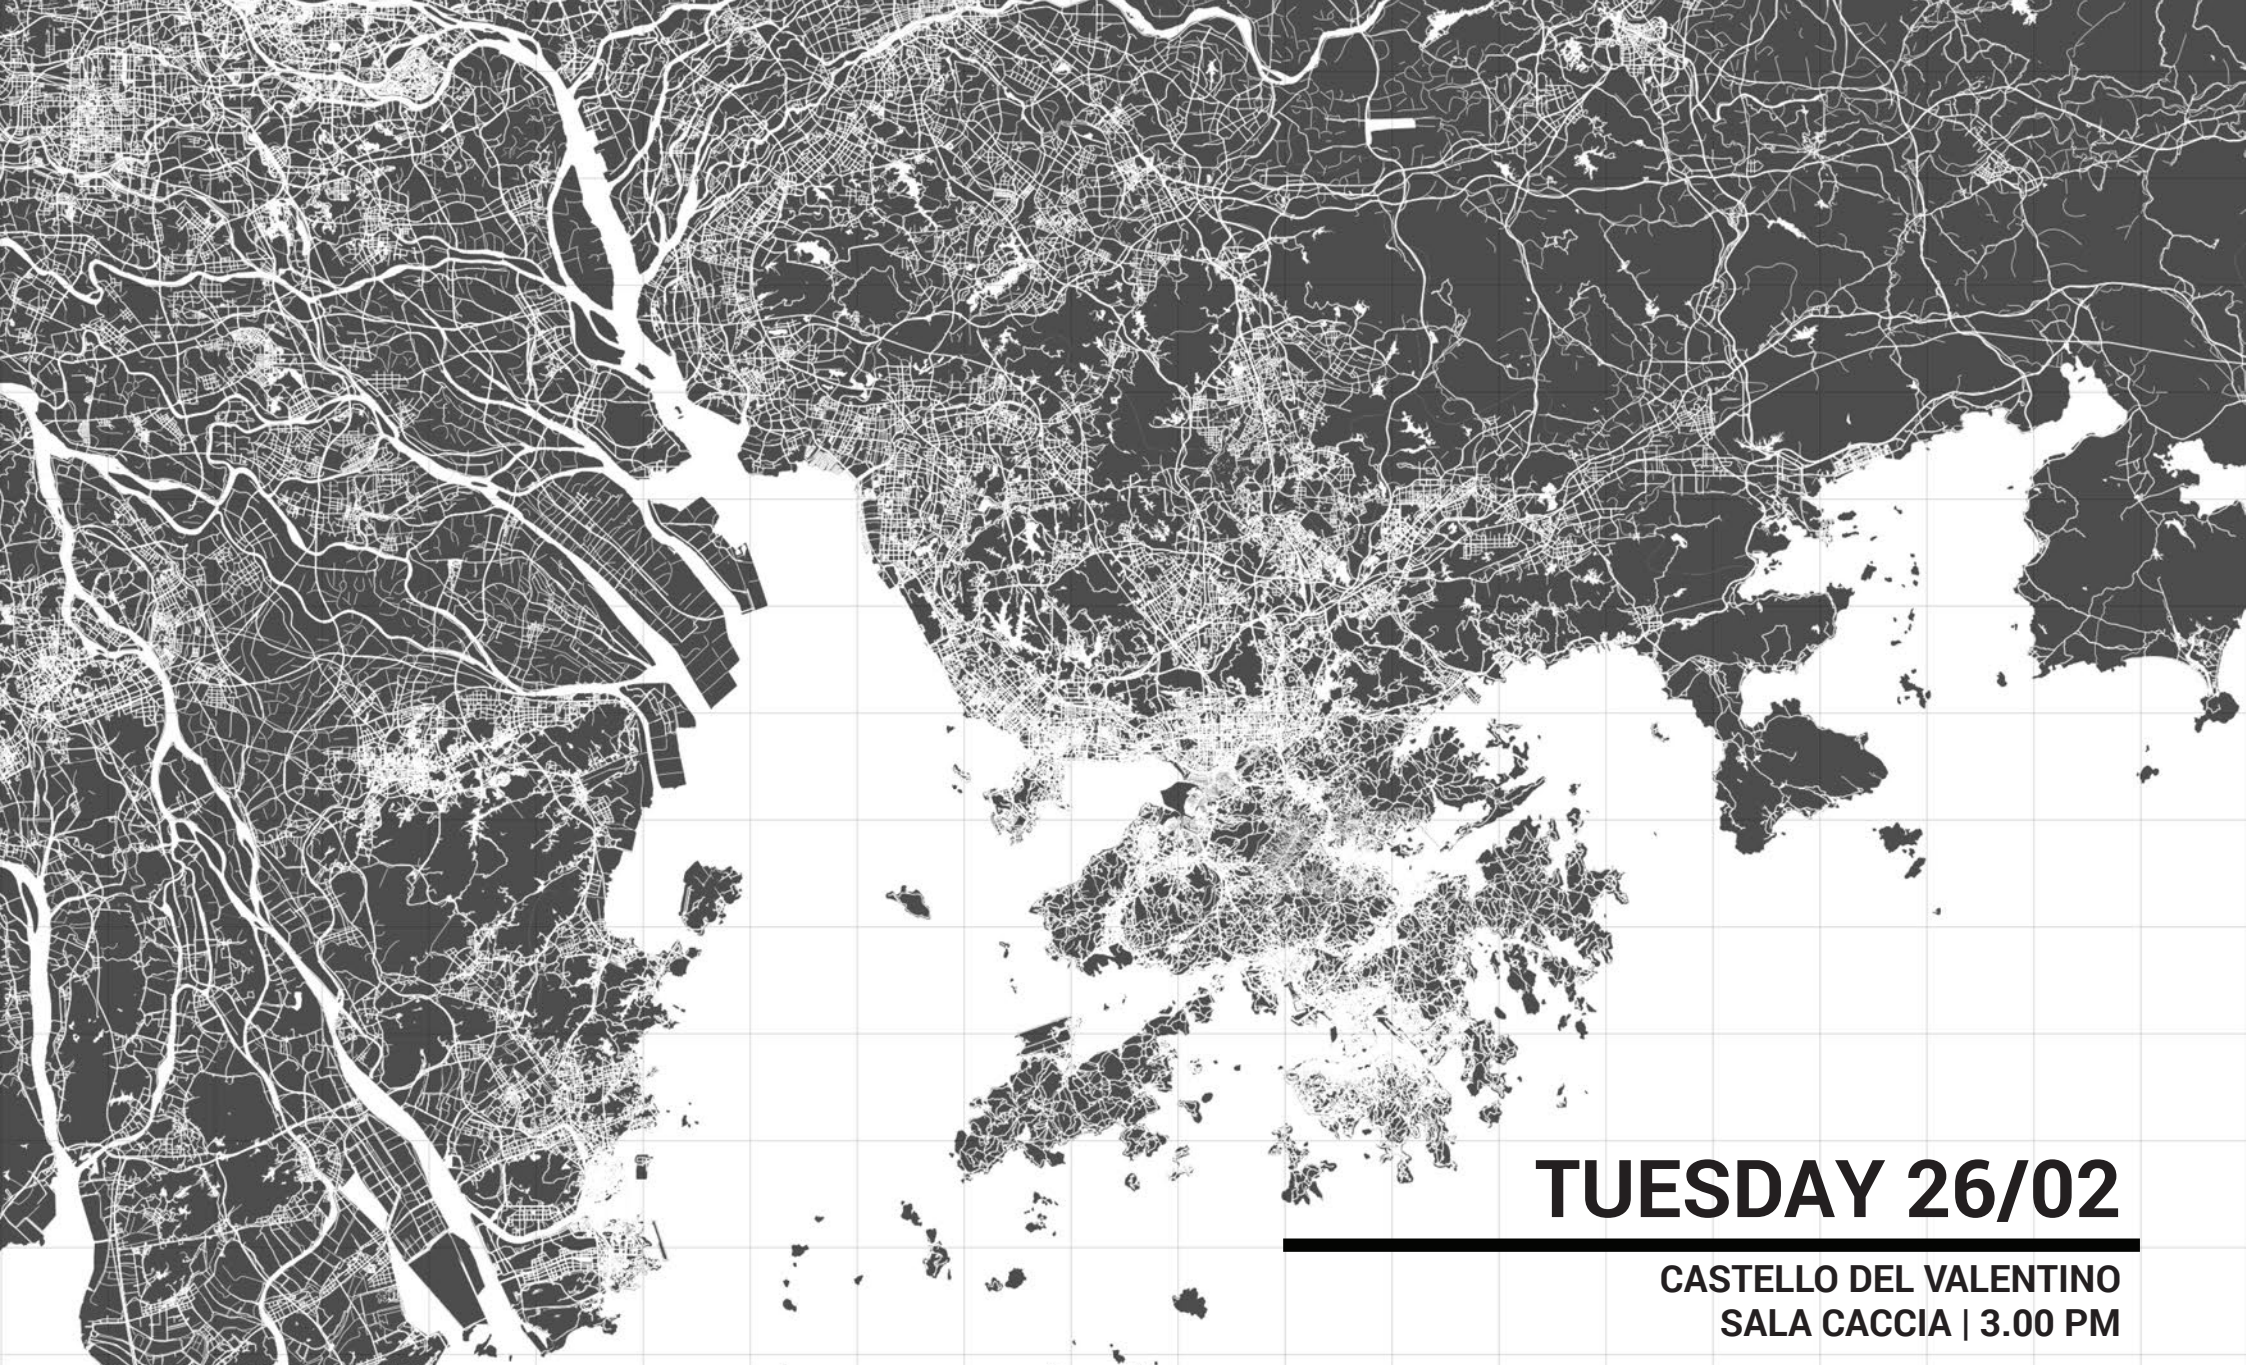 TUESDAY 26/02
CASTELLO DEL VALENTINO
SALA CACCIA | 3.00 PM